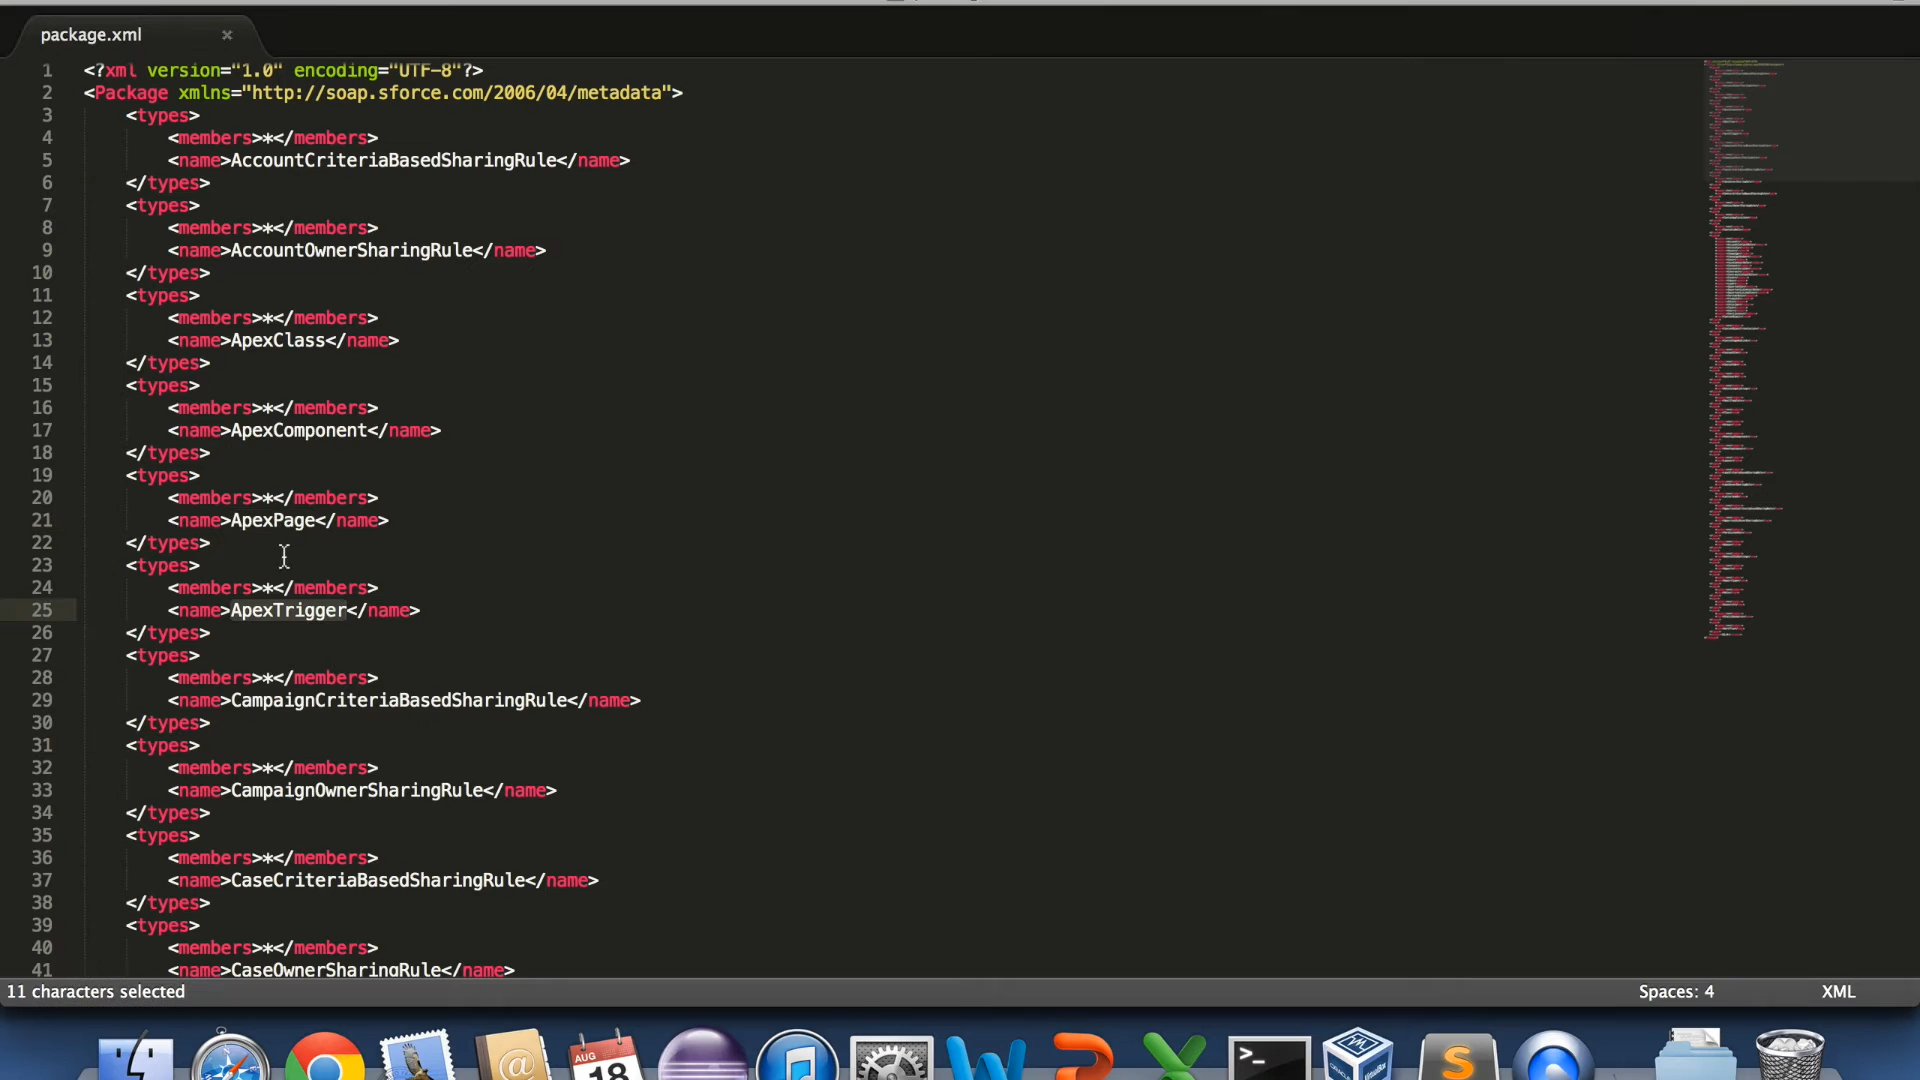 package.xml ×
1 <?xml version="1.0" encoding="UTF-8"?>
2 <Package xmlns="http://soap.sforce.com/2006/04/metadata">
3 <types>
4 <members>*</members>
5 <name>AccountCriteriaBasedSharingRule</name>
6 </types>
7 <types>
8 <members>*</members>
9 <name>AccountOwnerSharingRule</name>
10 </types>
11 <types>
12 <members>*</members>
13 <name>ApexClass</name>
14 </types>
15 <types>
16 <members>*</members>
17 <name>ApexComponent</name>
18 </types>
19 <types>
20 <members>*</members>
21 <name>ApexPage</name>
22 </types>
23 <types>
24 <members>*</members>
25 <name>ApexTrigger</name>
26 </types>
27 <types>
28 <members>*</members>
29 <name>CampaignCriteriaBasedSharingRule</name>
30 </types>
31 <types>
32 <members>*</members>
33 <name>CampaignOwnerSharingRule</name>
34 </types>
35 <types>
36 <members>*</members>
37 <name>CaseCriteriaBasedSharingRule</name>
38 </types>
39 <types>
40 <members>*</members>
41 <name>CaseOwnerSharingRule</name>
11 characters selected
Spaces: 4
XML
AUG
18